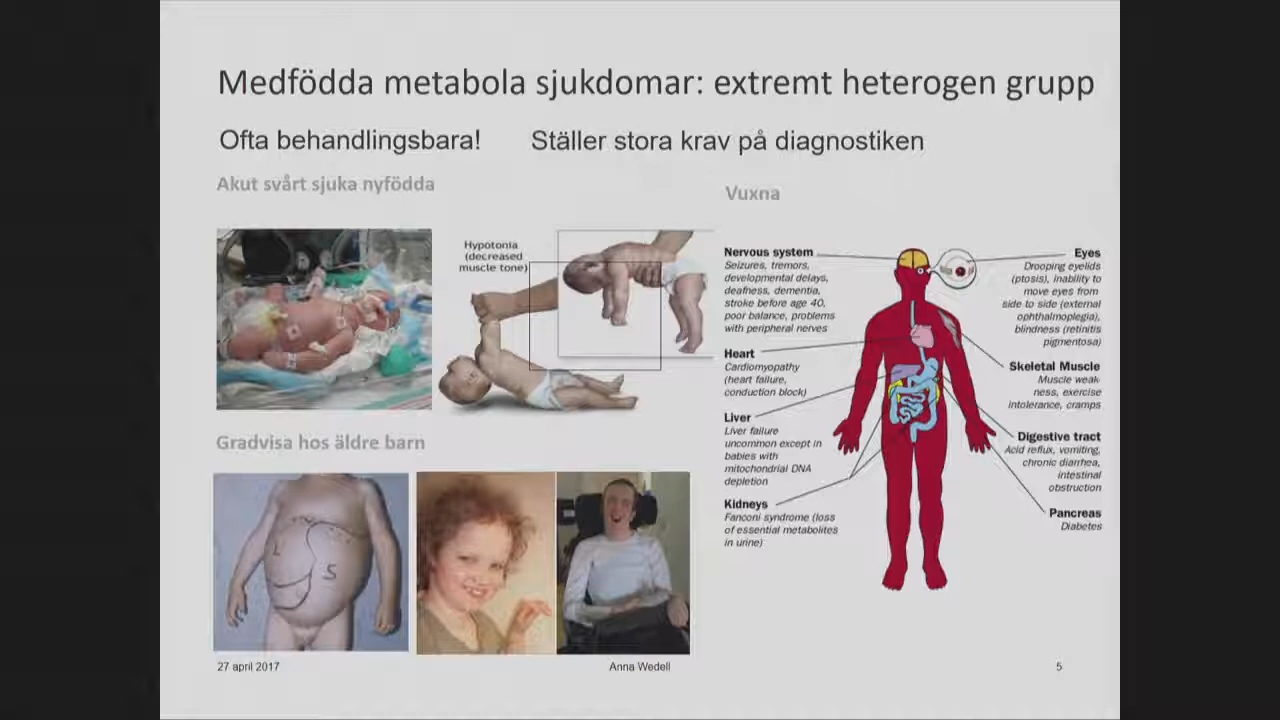 Medfödda metabola sjukdomar: extremt heterogen grupp
Ofta behandlingsbara!
Ställer stora krav på diagnostiken
Akut svårt sjuka nyfödda
Hypotonia
(decreased
muscle tone)
Gradvisa hos äldre barn
L
S
Vuxna
Nervous system
Seizures, tremors,
developmental delays,
deafness, dementia,
stroke before age 40,
poor balance, problems
with peripheral nerves
Heart
Cardiomyopathy
(heart failure,
conduction block)
Liver
Liver failure
uncommon except in
babies with
mitochondrial DNA
depletion
Kidneys
Fanconi syndrome (loss
of essential metabolites
in urine)
Eyes
Drooping eyelids
(ptosis), inability to
move eyes from
side to side (external
ophthalmoplegia),
blindness (retinitis
pigmentosa)
Skeletal Muscle
Muscle weak-
ness, exercise
intolerance, cramps
Digestive tract
Acid reflux, vomiting,
chronic diarrhea,
intestinal
obstruction
Pancreas
Diabetes
27 april 2017
Anna Wedell
5